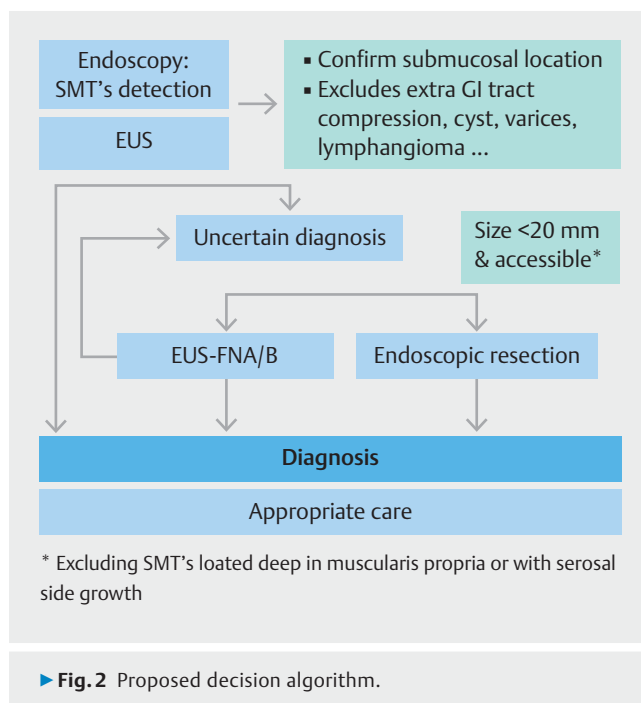 Endoscopy:
SMT's detection
EUS
▪ Confirm submucosal location
▪ Excludes extra GI tract
compression, cyst, varices,
lymphangioma ...
Uncertain diagnosis
Size <20 mm
& accessible*
EUS-FNA/B
Endoscopic resection
Diagnosis
Appropriate care
* Excluding SMT's loated deep in muscularis propria or with serosal
side growth
▶ Fig. 2 Proposed decision algorithm.